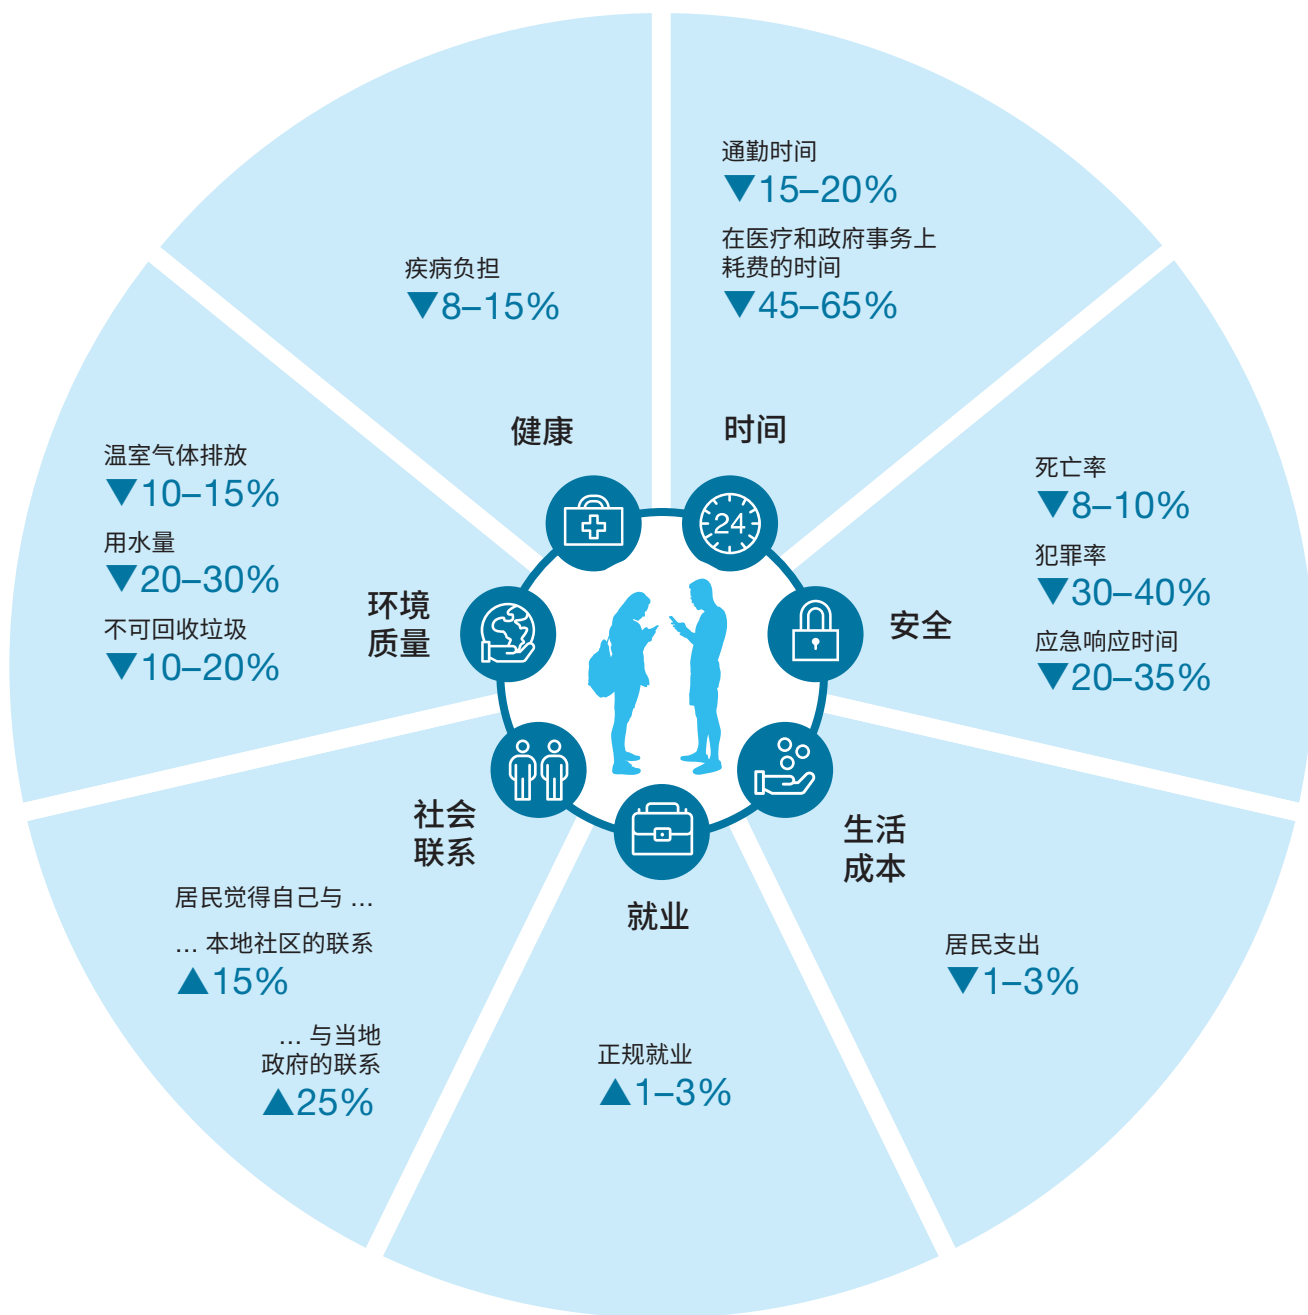 通勤时间
▼15–20%
在医疗和政府事务上
耗费的时间
▼45–65%
时间
24
死亡率
▼8–10%
犯罪率
▼30–40%
应急响应时间
▼20–35%
安全
生活
成本
居民支出
▼1–3%
就业
正规就业
▲1–3%
社会
联系
居民觉得自己与 …
… 本地社区的联系
▲15%
… 与当地
政府的联系
▲25%
环境
质量
温室气体排放
▼10–15%
用水量
▼20–30%
不可回收垃圾
▼10–20%
疾病负担
▼8–15%
健康